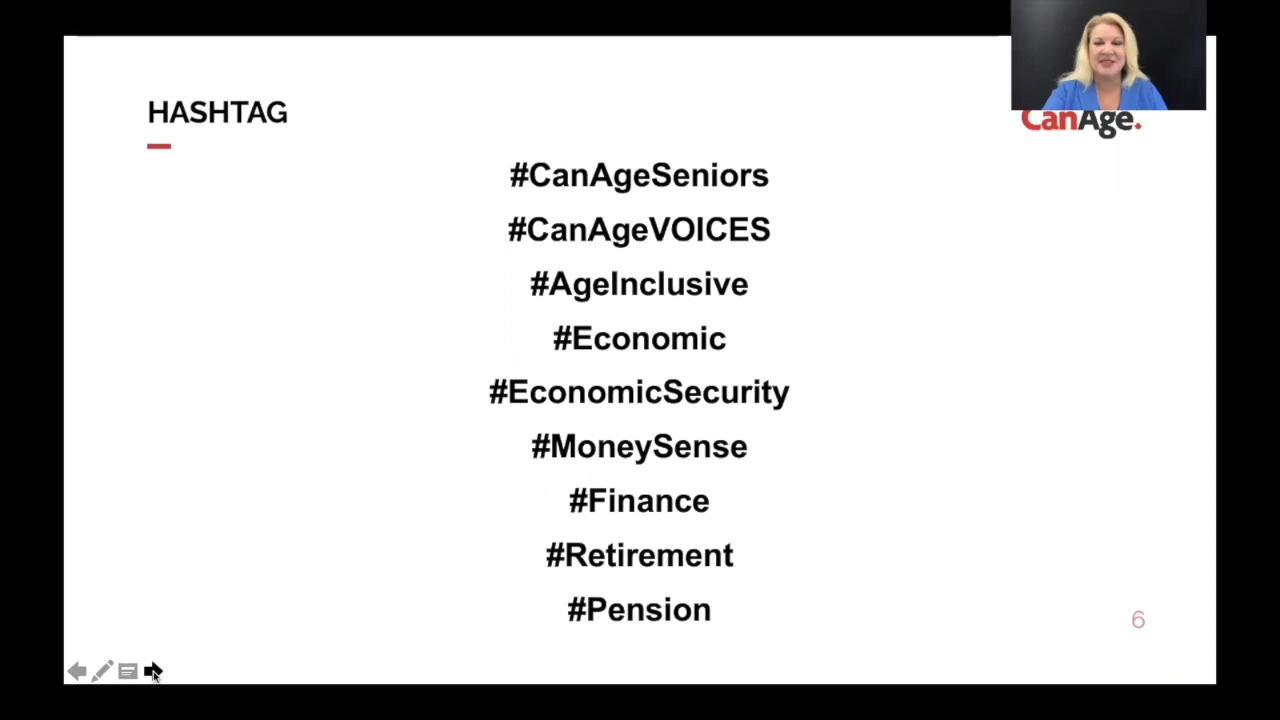 HASHTAG
CanAge.
#CanAgeSeniors
#CanAgeVOICES
#AgeInclusive
#Economic
#EconomicSecurity
#MoneySense
#Finance
#Retirement
#Pension
6